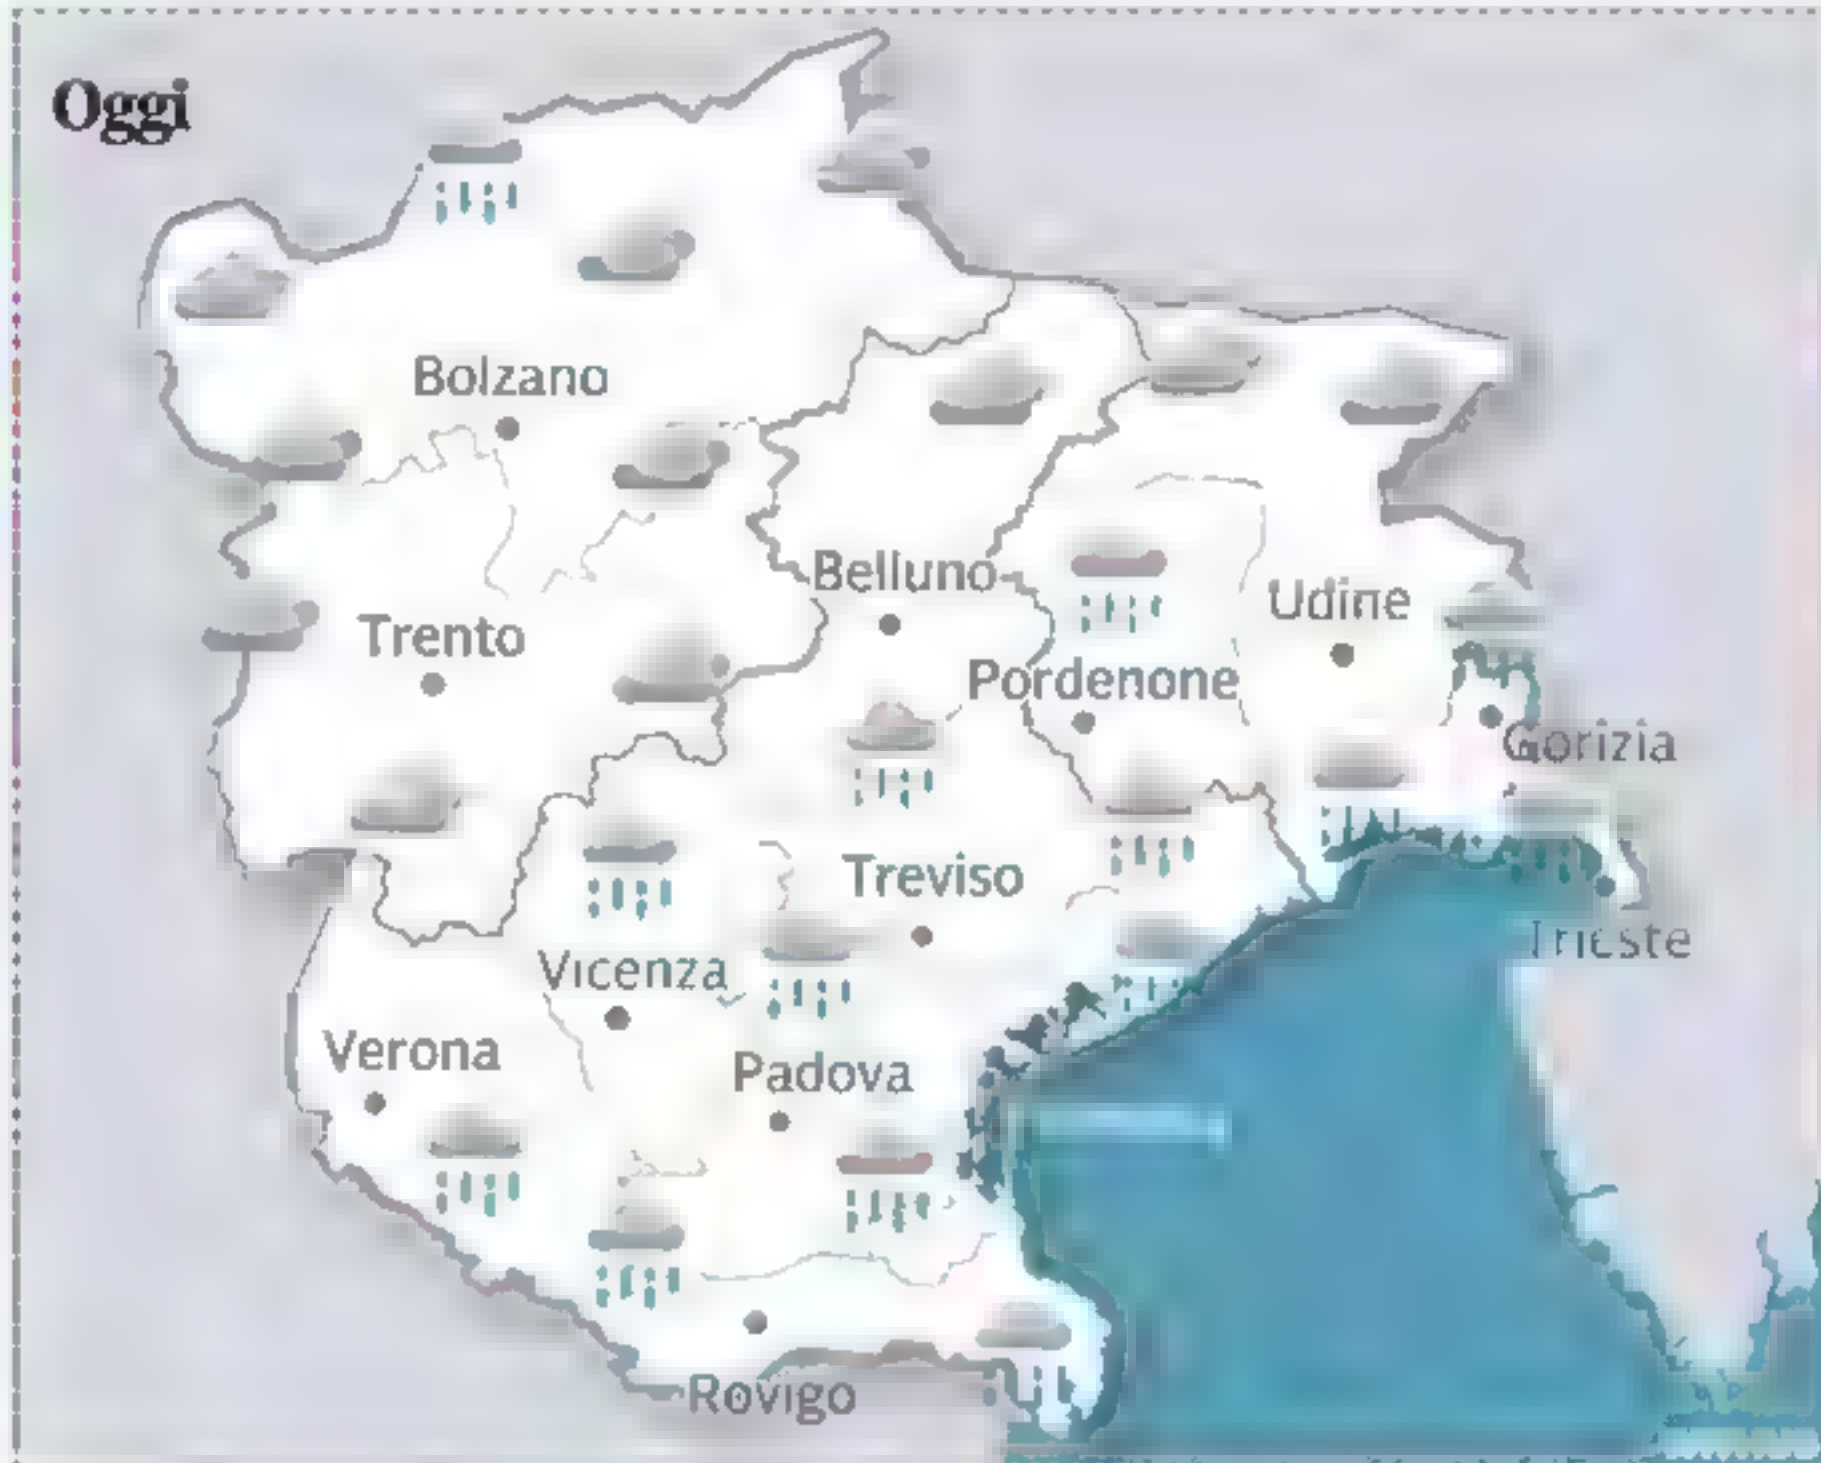 Oggi
Bolzano
Belluno
Udine
Trento
Pordenone
Gorizia
Treviso
Trieste
Vicenza
Verona
Padova
Rovigo